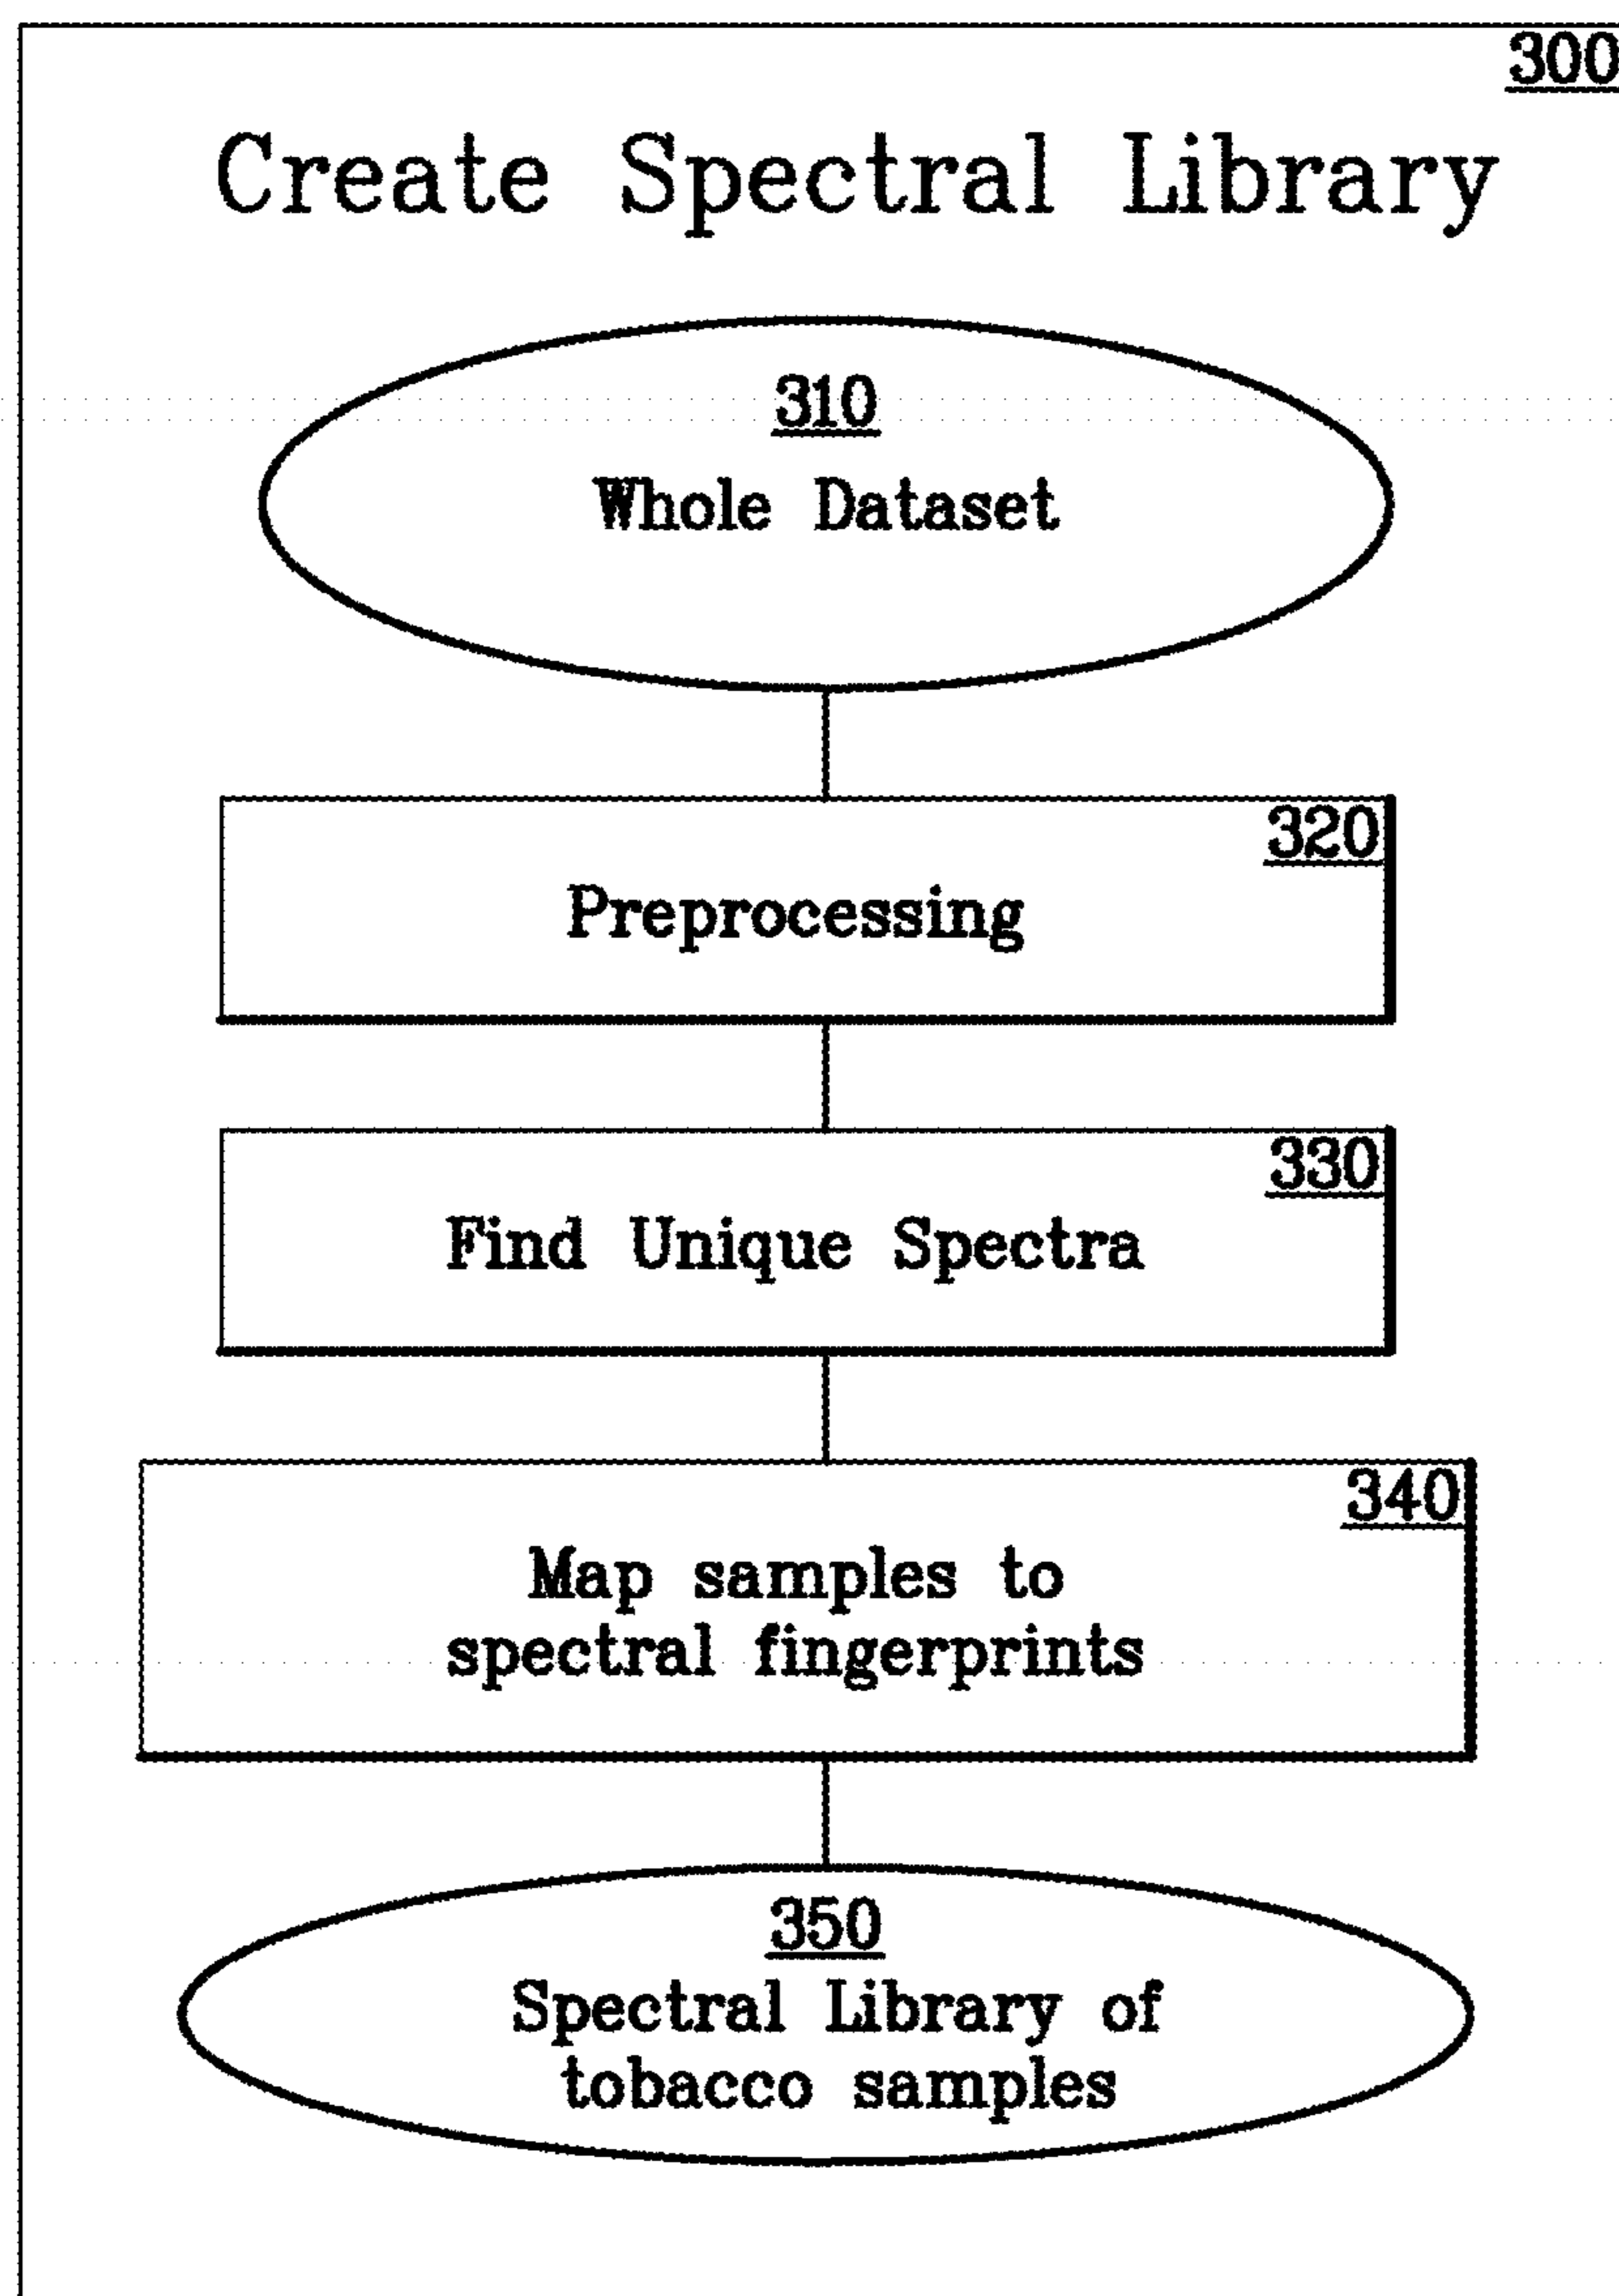 300
Create Spectral Library
310
Whole Dataset
320
Preprocessing
330
Find Unique Spectra
340
Map samples to
spectral fingerprints
350
Spectral Library of
tobacco samples